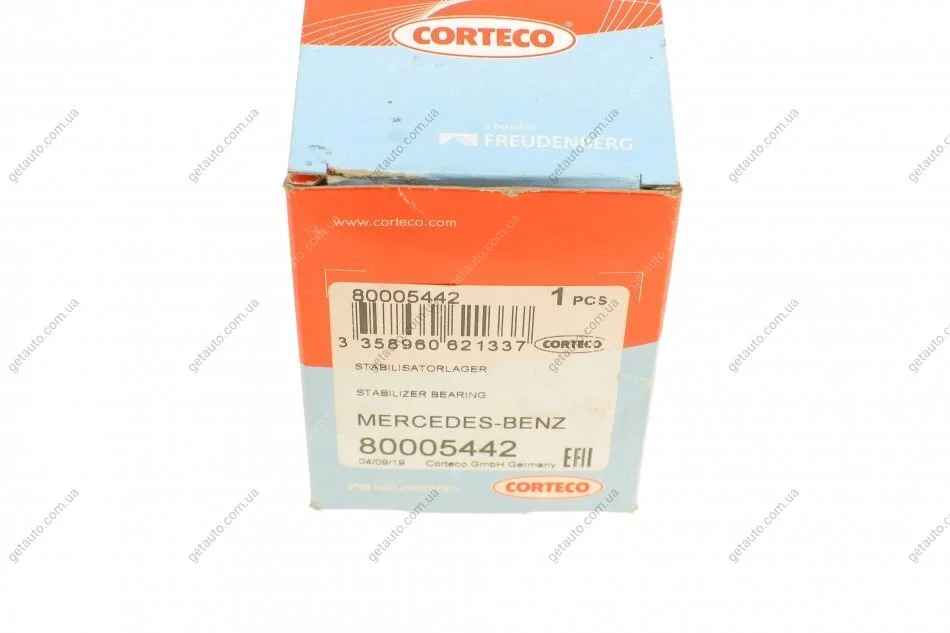 CORTECO®
a brand of
FREUDENBERG
www.corteco.com
80005442 1 PCS
3 358960 621337 CORTECO
STABILISATORLAGER
STABILIZER BEARING
MERCEDES-BENZ
80005442
04/09/19 Corteco GmbH Germany EFII
FREUDENBERG CORTECO
getauto.com.ua